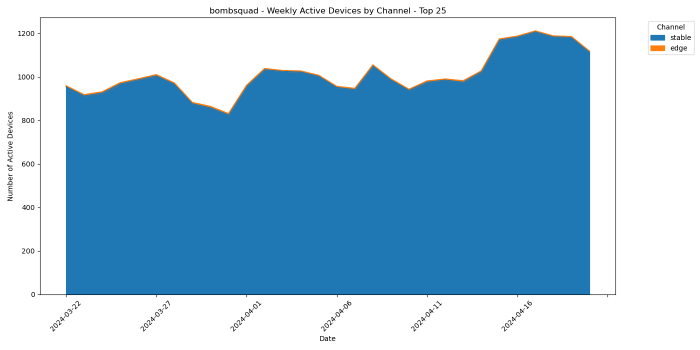 bombsquad - Weekly Active Devices by Channel - Top 25
Channel
stable
edge
Number of Active Devices
1200
1000
800
600
400
200
0
2024-03-22
2024-03-27
2024-04-01
2024-04-06
2024-04-11
2024-04-16
Date